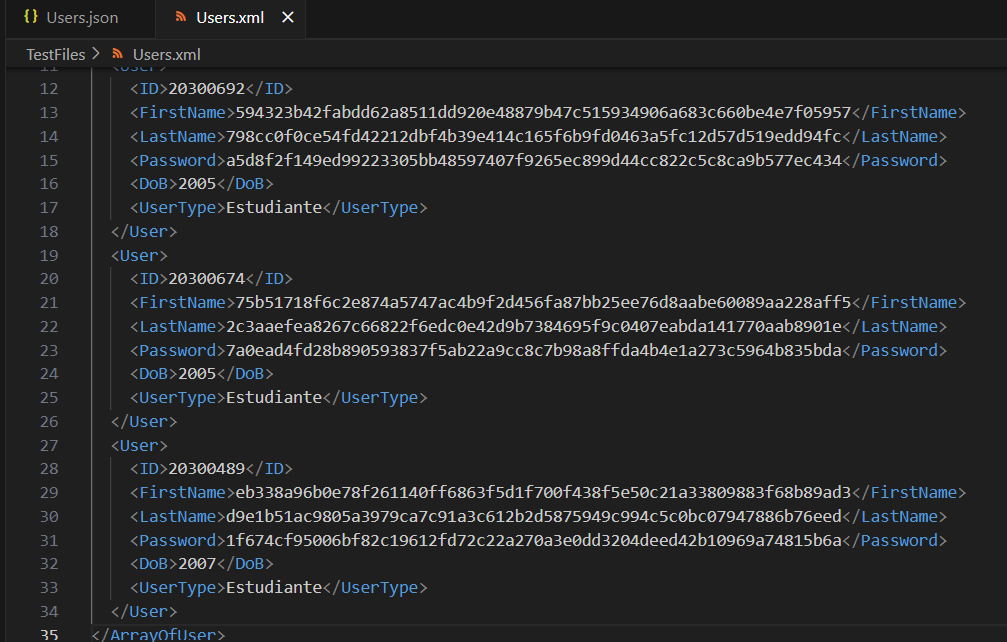 {} Users.json Users.xml ×
TestFiles > Users.xml
12 <ID>20300692</ID>
13 <FirstName>594323b42fabdd62a8511dd920e48879b47c515934906a683c660be4e7f05957</FirstName>
14 <LastName>798cc0f0ce54fd42212dbf4b39e414c165f6b9fd0463a5fc12d57d519edd94fc</LastName>
15 <Password>a5d8f2f149ed99223305bb48597407f9265ec899d44cc822c5c8ca9b577ec434</Password>
16 <DoB>2005</DoB>
17 <UserType>Estudiante</UserType>
18 </User>
19 <User>
20 <ID>20300674</ID>
21 <FirstName>75b51718f6c2e874a5747ac4b9f2d456fa87bb25ee76d8aabe60089aa228aff5</FirstName>
22 <LastName>2c3aaefea8267c66822f6edc0e42d9b7384695f9c0407eabda141770aab8901e</LastName>
23 <Password>7a0ead4fd28b890593837f5ab22a9cc8c7b98a8ffda4b4e1a273c5964b835bda</Password>
24 <DoB>2005</DoB>
25 <UserType>Estudiante</UserType>
26 </User>
27 <User>
28 <ID>20300489</ID>
29 <FirstName>eb338a96b0e78f261140ff6863f5d1f700f438f5e50c21a33809883f68b89ad3</FirstName>
30 <LastName>d9e1b51ac9805a3979ca7c91a3c612b2d5875949c994c5c0bc07947886b76eed</LastName>
31 <Password>1f674cf95006bf82c19612fd72c22a270a3e0dd3204deed42b10969a74815b6a</Password>
32 <DoB>2007</DoB>
33 <UserType>Estudiante</UserType>
34 </User>
35 </ArrayOfUser>